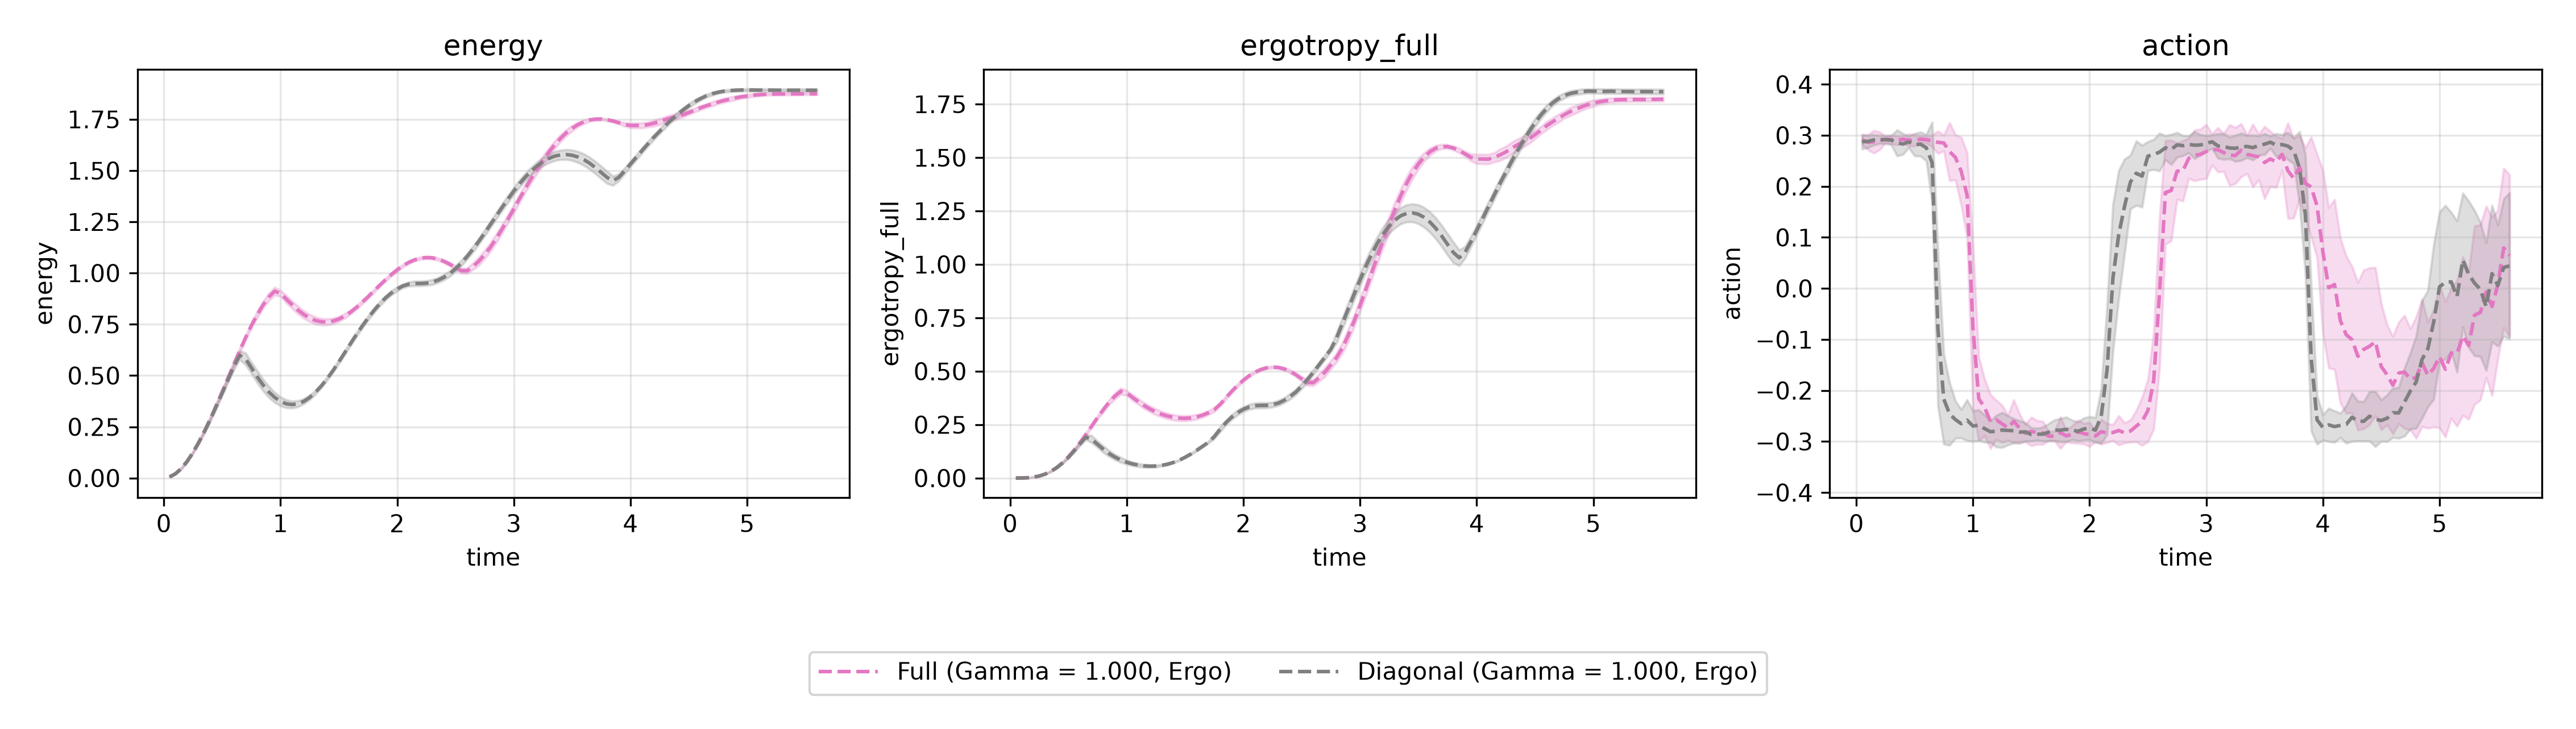 energy
energy
1.75
1.50
1.25
1.00
0.75
0.50
0.25
0.00
0 1 2 3 4 5
time
ergotropy_full
ergotropy_full
1.75
1.50
1.25
1.00
0.75
0.50
0.25
0.00
0 1 2 3 4 5
time
action
action
0.4
0.3
0.2
0.1
0.0
−0.1
−0.2
−0.3
−0.4
0 1 2 3 4 5
time
Full (Gamma = 1.000, Ergo) Diagonal (Gamma = 1.000, Ergo)